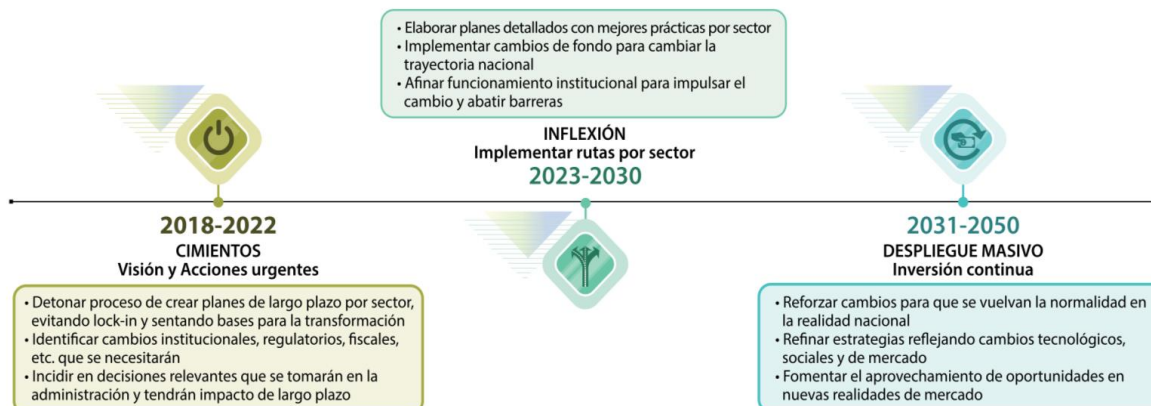 • Elaborar planes detallados con mejores prácticas por sector
• Implementar cambios de fondo para cambiar la
trayectoria nacional
• Afinar funcionamiento institucional para impulsar el
cambio y abatir barreras
INFLEXIÓN
Implementar rutas por sector
2023-2030
2018-2022
CIMIENTOS
Visión y Acciones urgentes
• Detonar proceso de crear planes de largo plazo por sector,
evitando lock-in y sentando bases para la transformación
• Identificar cambios institucionales, regulatorios, fiscales,
etc. que se necesitarán
• Incidir en decisiones relevantes que se tomarán en la
administración y tendrán impacto de largo plazo
2031-2050
DESPLIEGUE MASIVO
Inversión continua
• Reforzar cambios para que se vuelvan la normalidad en
la realidad nacional
• Refinar estrategias reflejando cambios tecnológicos,
sociales y de mercado
• Fomentar el aprovechamiento de oportunidades en
nuevas realidades de mercado